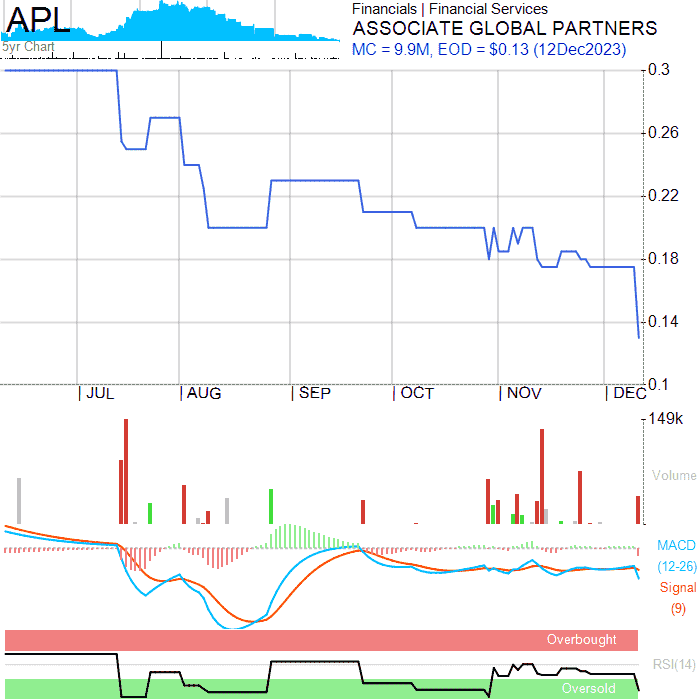 APL
5yr Chart
Financials | Financial Services
ASSOCIATE GLOBAL PARTNERS
MC = 9.9M, EOD = $0.13 (12Dec2023)
0.3
0.26
0.22
0.18
0.14
0.1
| JUL | AUG | SEP | OCT | NOV | DEC
149k
Volume
MACD
(12-26)
Signal
(9)
Overbought
RSI(14)
Oversold